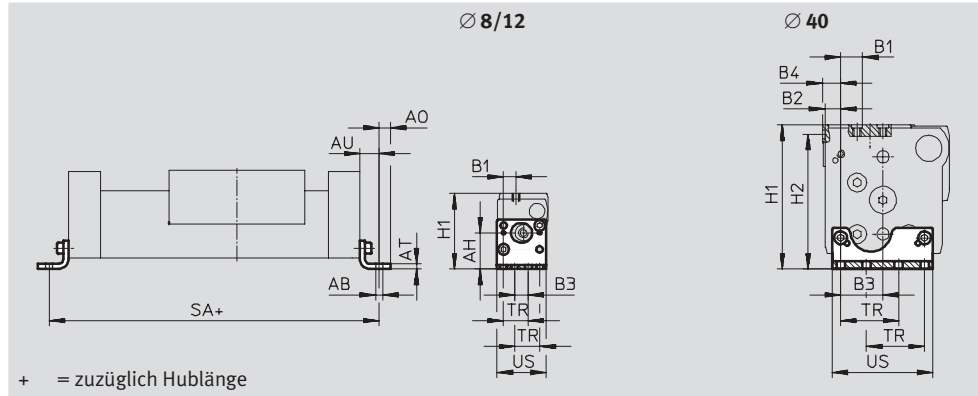 ⌀ 8/12
⌀ 40
B1
B4
B2
AO
AU
B1
H1
H2
H1
AH
AT
AB
B3
B3
SA+
TR
TR
TR
TR
US
US
+ = zuzüglich Hublänge